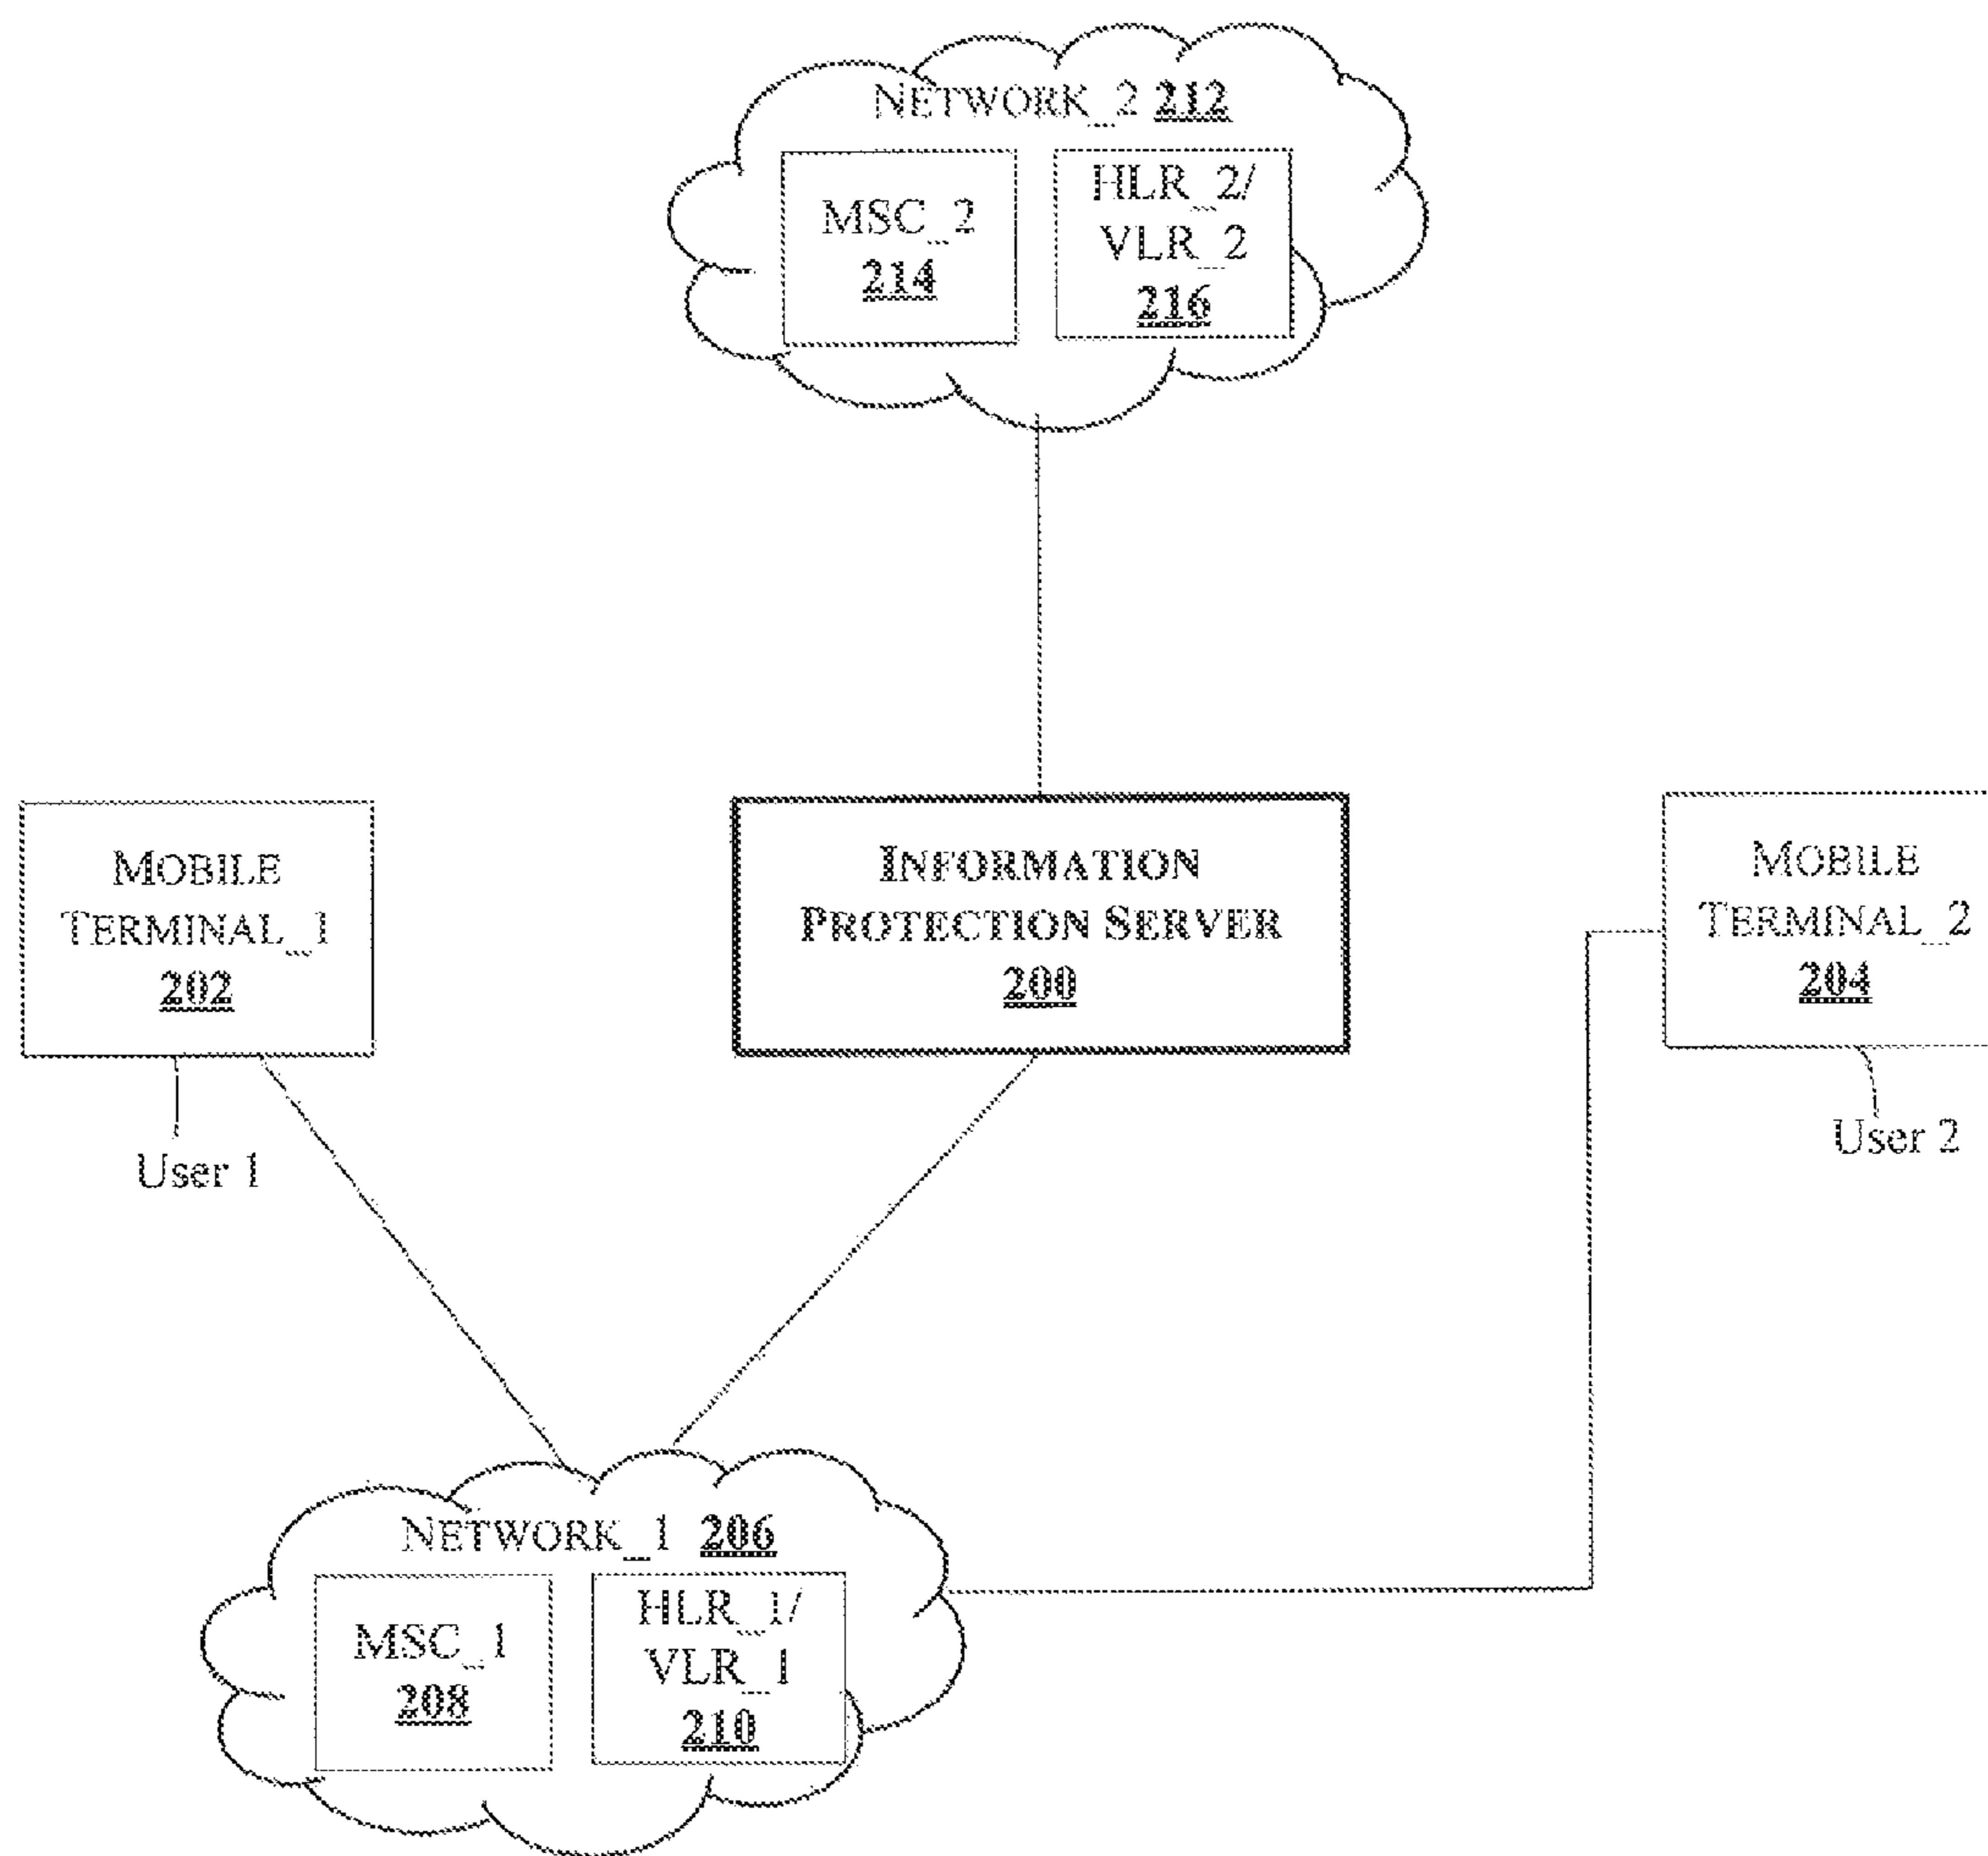 NETWORK_2 212
MSC_2
214
HLR_2/
VLR_2
216
MOBILE
TERMINAL_1
202
User 1
INFORMATION
PROTECTION SERVER
200
MOBILE
TERMINAL_2
204
User 2
NETWORK_1 206
MSC_1
208
HLR_1/
VLR_1
210